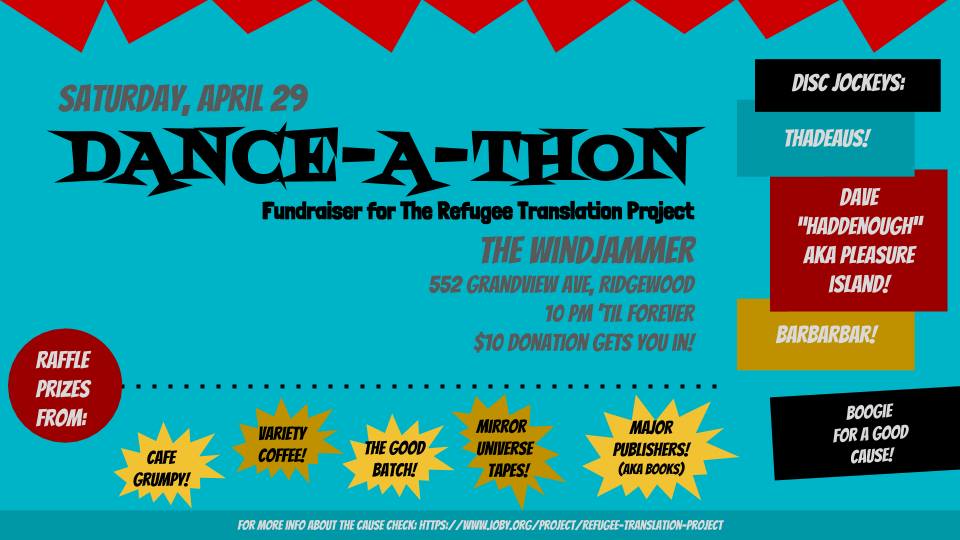 SATURDAY, APRIL 29
DANCE-A-THON
Fundraiser for The Refugee Translation Project
THE WINDJAMMER
552 GRANDVIEW AVE, RIDGEWOOD
10 PM 'TIL FOREVER
$10 DONATION GETS YOU IN!
DISC JOCKEYS:
THADEAUS!
DAVE
"HADDENOUGH"
AKA PLEASURE
ISLAND!
BARBARBAR!
BOOGIE
FOR A GOOD
CAUSE!
RAFFLE
PRIZES
FROM:
CAFE
GRUMPY!
VARIETY
COFFEE!
THE GOOD
BATCH!
MIRROR
UNIVERSE
TAPES!
MAJOR
PUBLISHERS!
(AKA BOOKS)
FOR MORE INFO ABOUT THE CAUSE CHECK: HTTPS://WWW.IOBY.ORG/PROJECT/REFUGEE-TRANSLATION-PROJECT